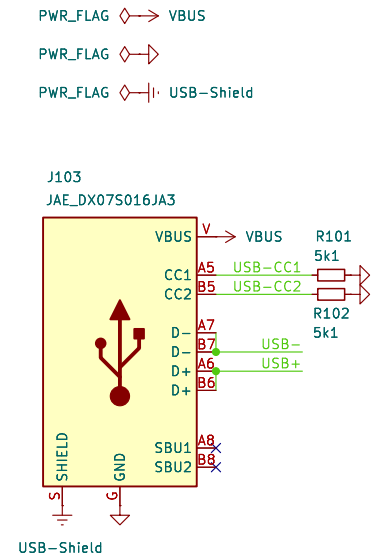 PWR_FLAG VBUS
PWR_FLAG
PWR_FLAG USB-Shield
J103
JAE_DX07S016JA3
VBUS V VBUS
R101
5k1
CC1 A5 USB-CC1
CC2 B5 USB-CC2
R102
5k1
D- A7
D- B7 USB-
D+ A6 USB+
D+ B6
SBU1 A8
SBU2 B8
SHIELD
GND
S
G
USB-Shield